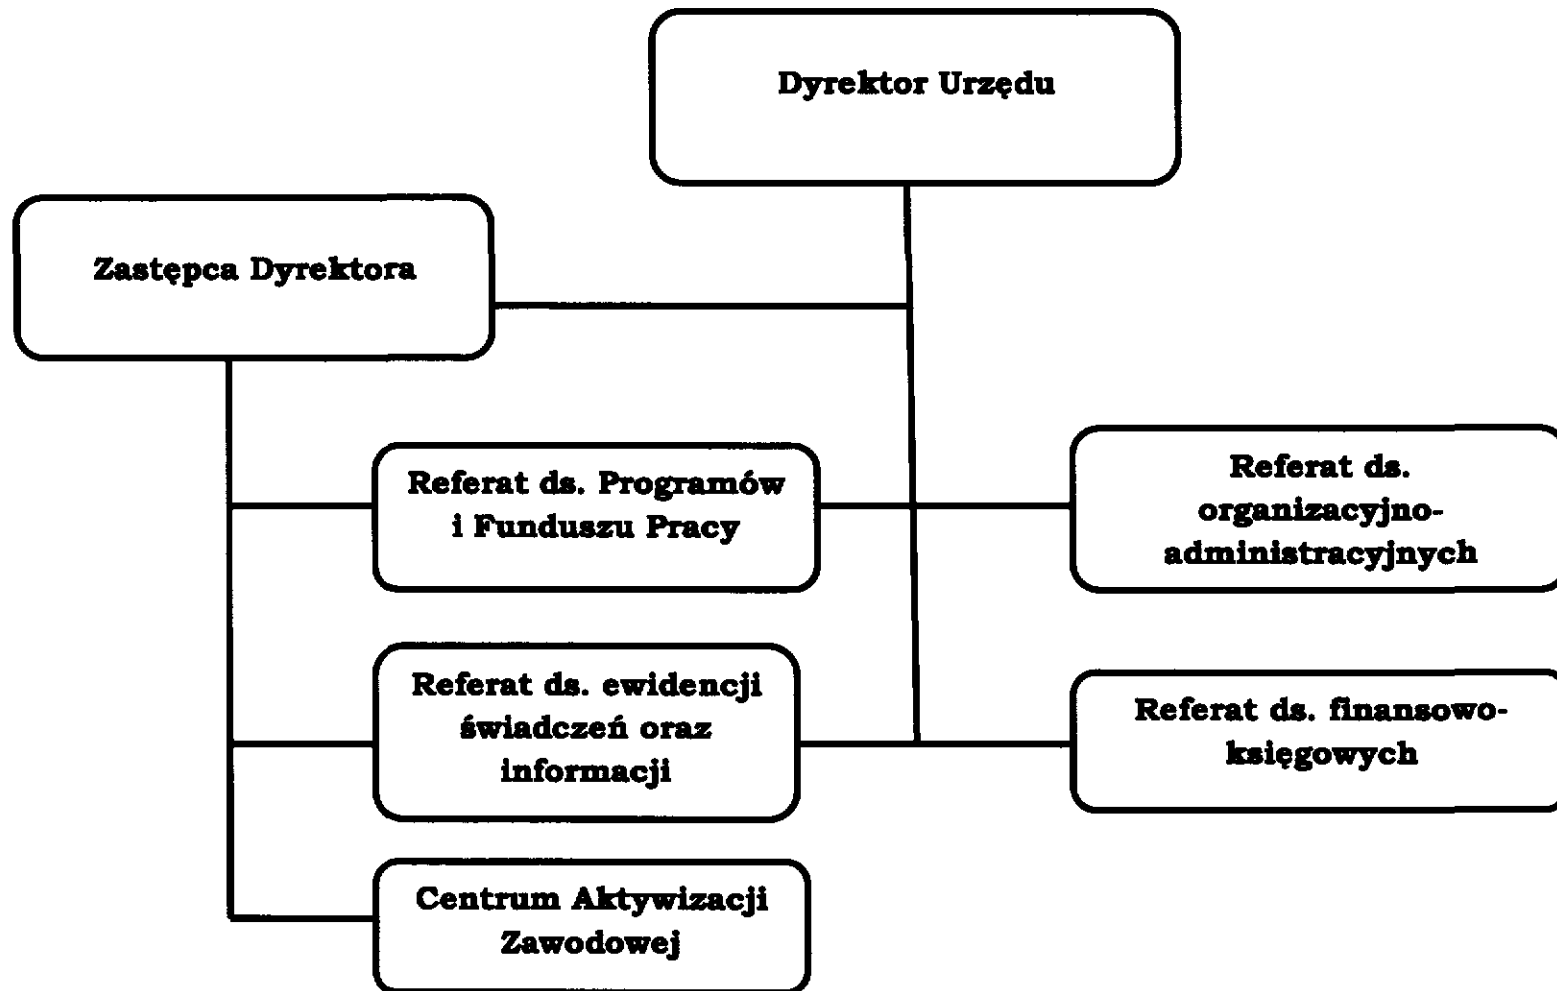 Dyrektor Urzędu
Zastępca Dyrektora
Referat ds. Programów
i Funduszu Pracy
Referat ds.
organizacyjno-
administracyjnych
Referat ds. ewidencji
świadczeń oraz
informacji
Referat ds. finansowo-
księgowych
Centrum Aktywizacji
Zawodowej